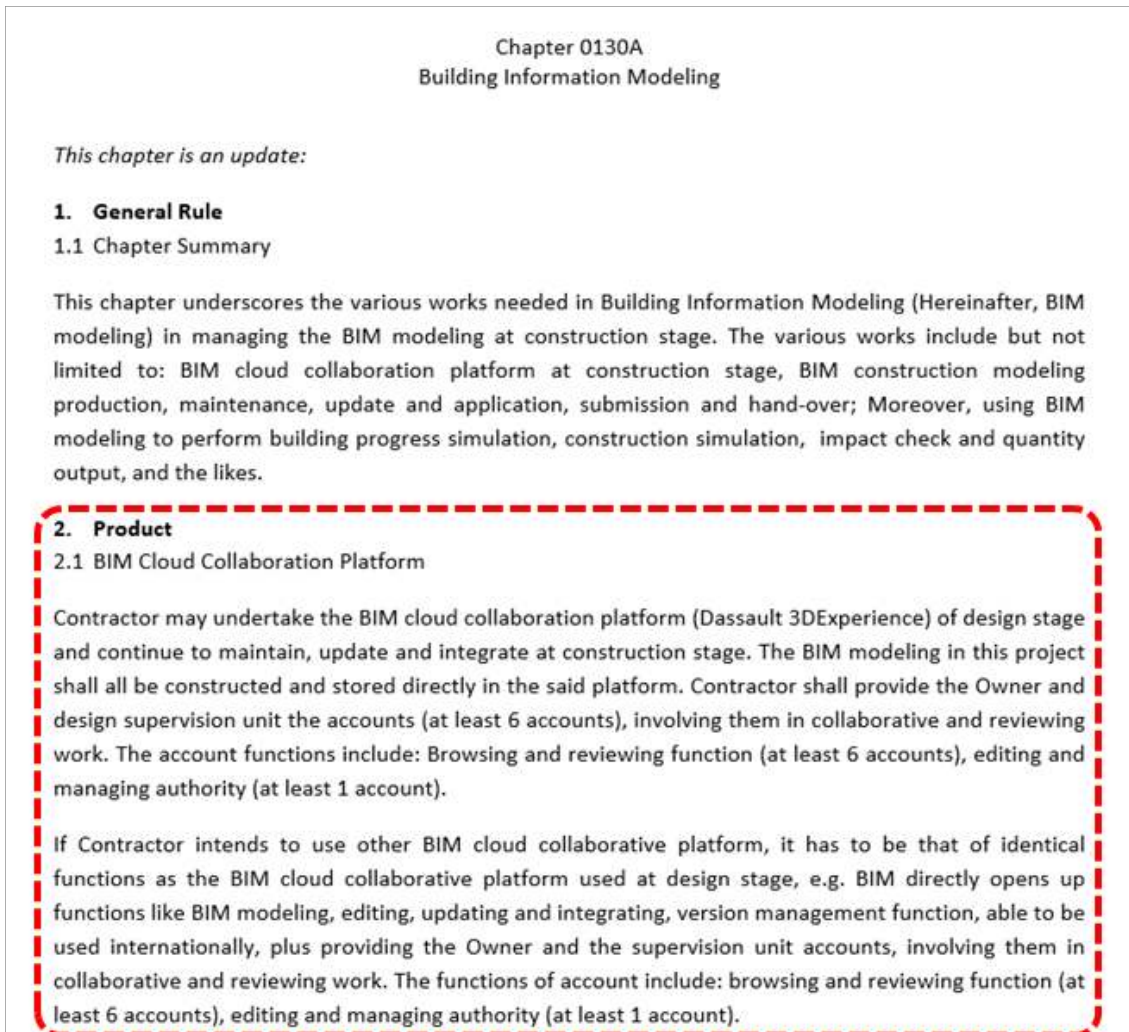 Chapter 0130A
Building Information Modeling
This chapter is an update:
1. General Rule
1.1 Chapter Summary
This chapter underscores the various works needed in Building Information Modeling (Hereinafter, BIM
modeling) in managing the BIM modeling at construction stage. The various works include but not
limited to: BIM cloud collaboration platform at construction stage, BIM construction modeling
production, maintenance, update and application, submission and hand-over; Moreover, using BIM
modeling to perform building progress simulation, construction simulation, impact check and quantity
output, and the likes.
2. Product
2.1 BIM Cloud Collaboration Platform
Contractor may undertake the BIM cloud collaboration platform (Dassault 3DExperience) of design stage
and continue to maintain, update and integrate at construction stage. The BIM modeling in this project
shall all be constructed and stored directly in the said platform. Contractor shall provide the Owner and
design supervision unit the accounts (at least 6 accounts), involving them in collaborative and reviewing
work. The account functions include: Browsing and reviewing function (at least 6 accounts), editing and
managing authority (at least 1 account).
If Contractor intends to use other BIM cloud collaborative platform, it has to be that of identical
functions as the BIM cloud collaborative platform used at design stage, e.g. BIM directly opens up
functions like BIM modeling, editing, updating and integrating, version management function, able to be
used internationally, plus providing the Owner and the supervision unit accounts, involving them in
collaborative and reviewing work. The functions of account include: browsing and reviewing function (at
least 6 accounts), editing and managing authority (at least 1 account).